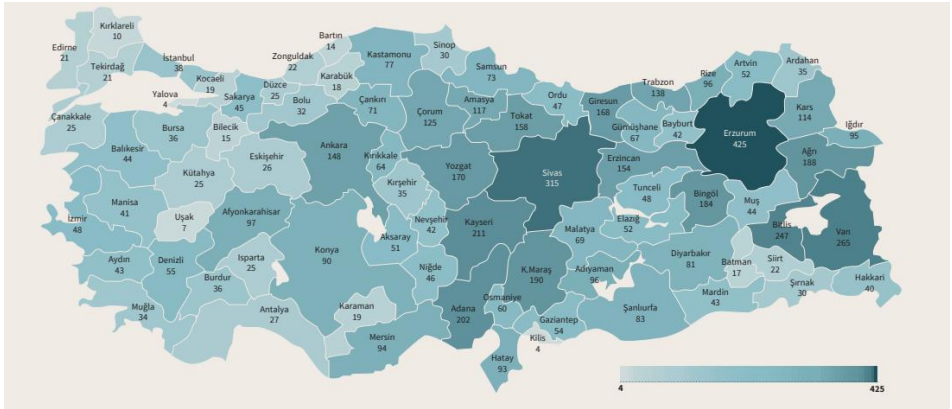 Kırklareli
10
Edirne
21
Tekirdağ
21
İstanbul
38
Kocaeli
19
Yalova
4
Sakarya
45
Düzce
25
Zonguldak
22
Bartın
14
Karabük
18
Bolu
32
Kastamonu
77
Sinop
30
Samsun
73
Çankırı
71
Çorum
125
Amasya
117
Tokat
158
Ordu
47
Giresun
168
Trabzon
138
Rize
96
Artvin
52
Ardahan
35
Gümüşhane
67
Bayburt
42
Erzurum
425
Kars
114
Iğdır
95
Ağrı
188
Çanakkale
25
Balıkesir
44
Bursa
36
Bilecik
15
Kütahya
25
Eskişehir
26
Ankara
148
Kırıkkale
64
Kırşehir
35
Yozgat
170
Sivas
315
Erzincan
154
Tunceli
48
Bingöl
184
Muş
44
Bitlis
247
Van
265
Manisa
41
İzmir
48
Uşak
7
Afyonkarahisar
97
Konya
90
Aksaray
51
Nevşehir
42
Kayseri
211
Malatya
69
Elazığ
52
Diyarbakır
81
Batman
17
Siirt
22
Şırnak
30
Hakkari
40
Aydın
43
Denizli
55
Burdur
36
Isparta
25
Muğla
34
Antalya
27
Karaman
19
Mersin
94
Niğde
46
Adana
202
K.Maraş
190
Osmaniye
60
Gaziantep
54
Kilis
4
Hatay
93
Adıyaman
96
Şanlıurfa
83
Mardin
43
4
425